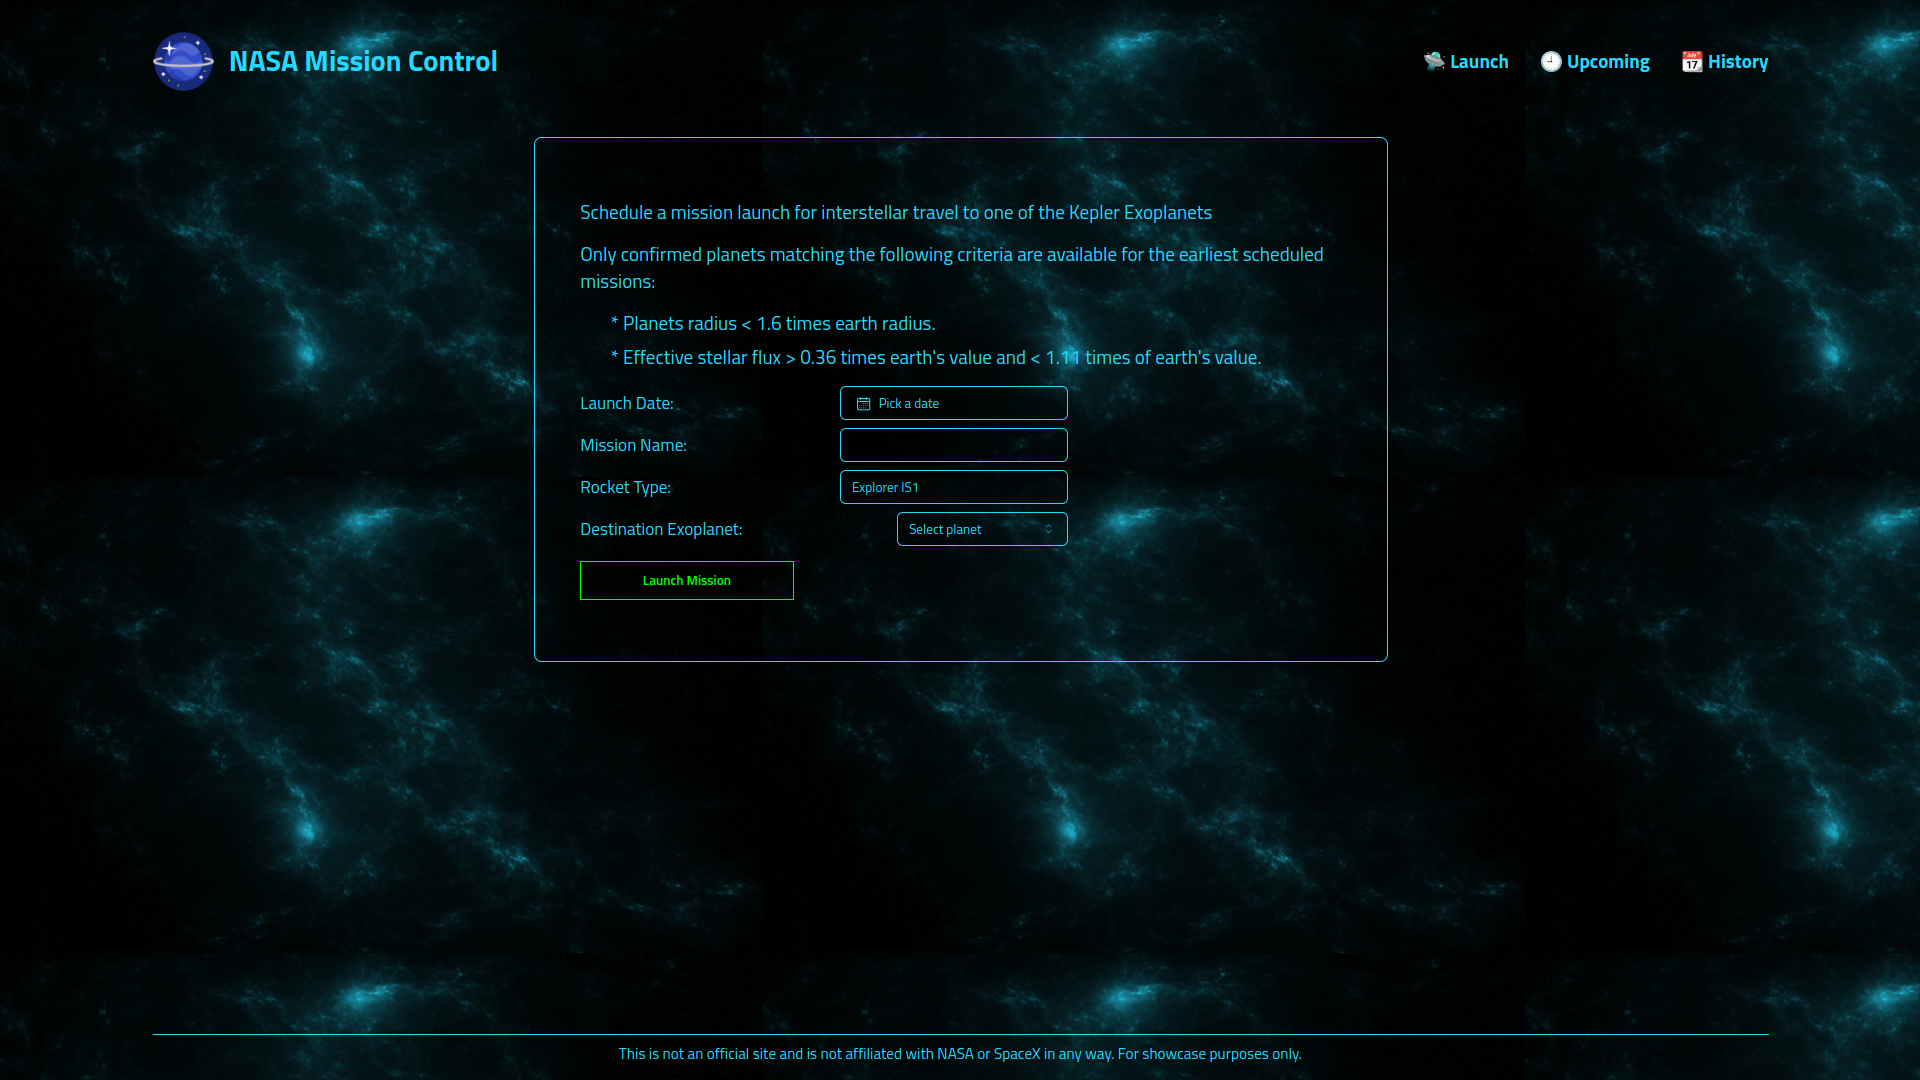 NASA Mission Control
🛸 Launch
🕘 Upcoming
📆 History
Schedule a mission launch for interstellar travel to one of the Kepler Exoplanets
Only confirmed planets matching the following criteria are available for the earliest scheduled
missions:
* Planets radius < 1.6 times earth radius.
* Effective stellar flux > 0.36 times earth's value and < 1.11 times of earth's value.
Launch Date:
Pick a date
Mission Name:
Rocket Type:
Explorer IS1
Destination Exoplanet:
Select planet
Launch Mission
This is not an official site and is not affiliated with NASA or SpaceX in any way. For showcase purposes only.